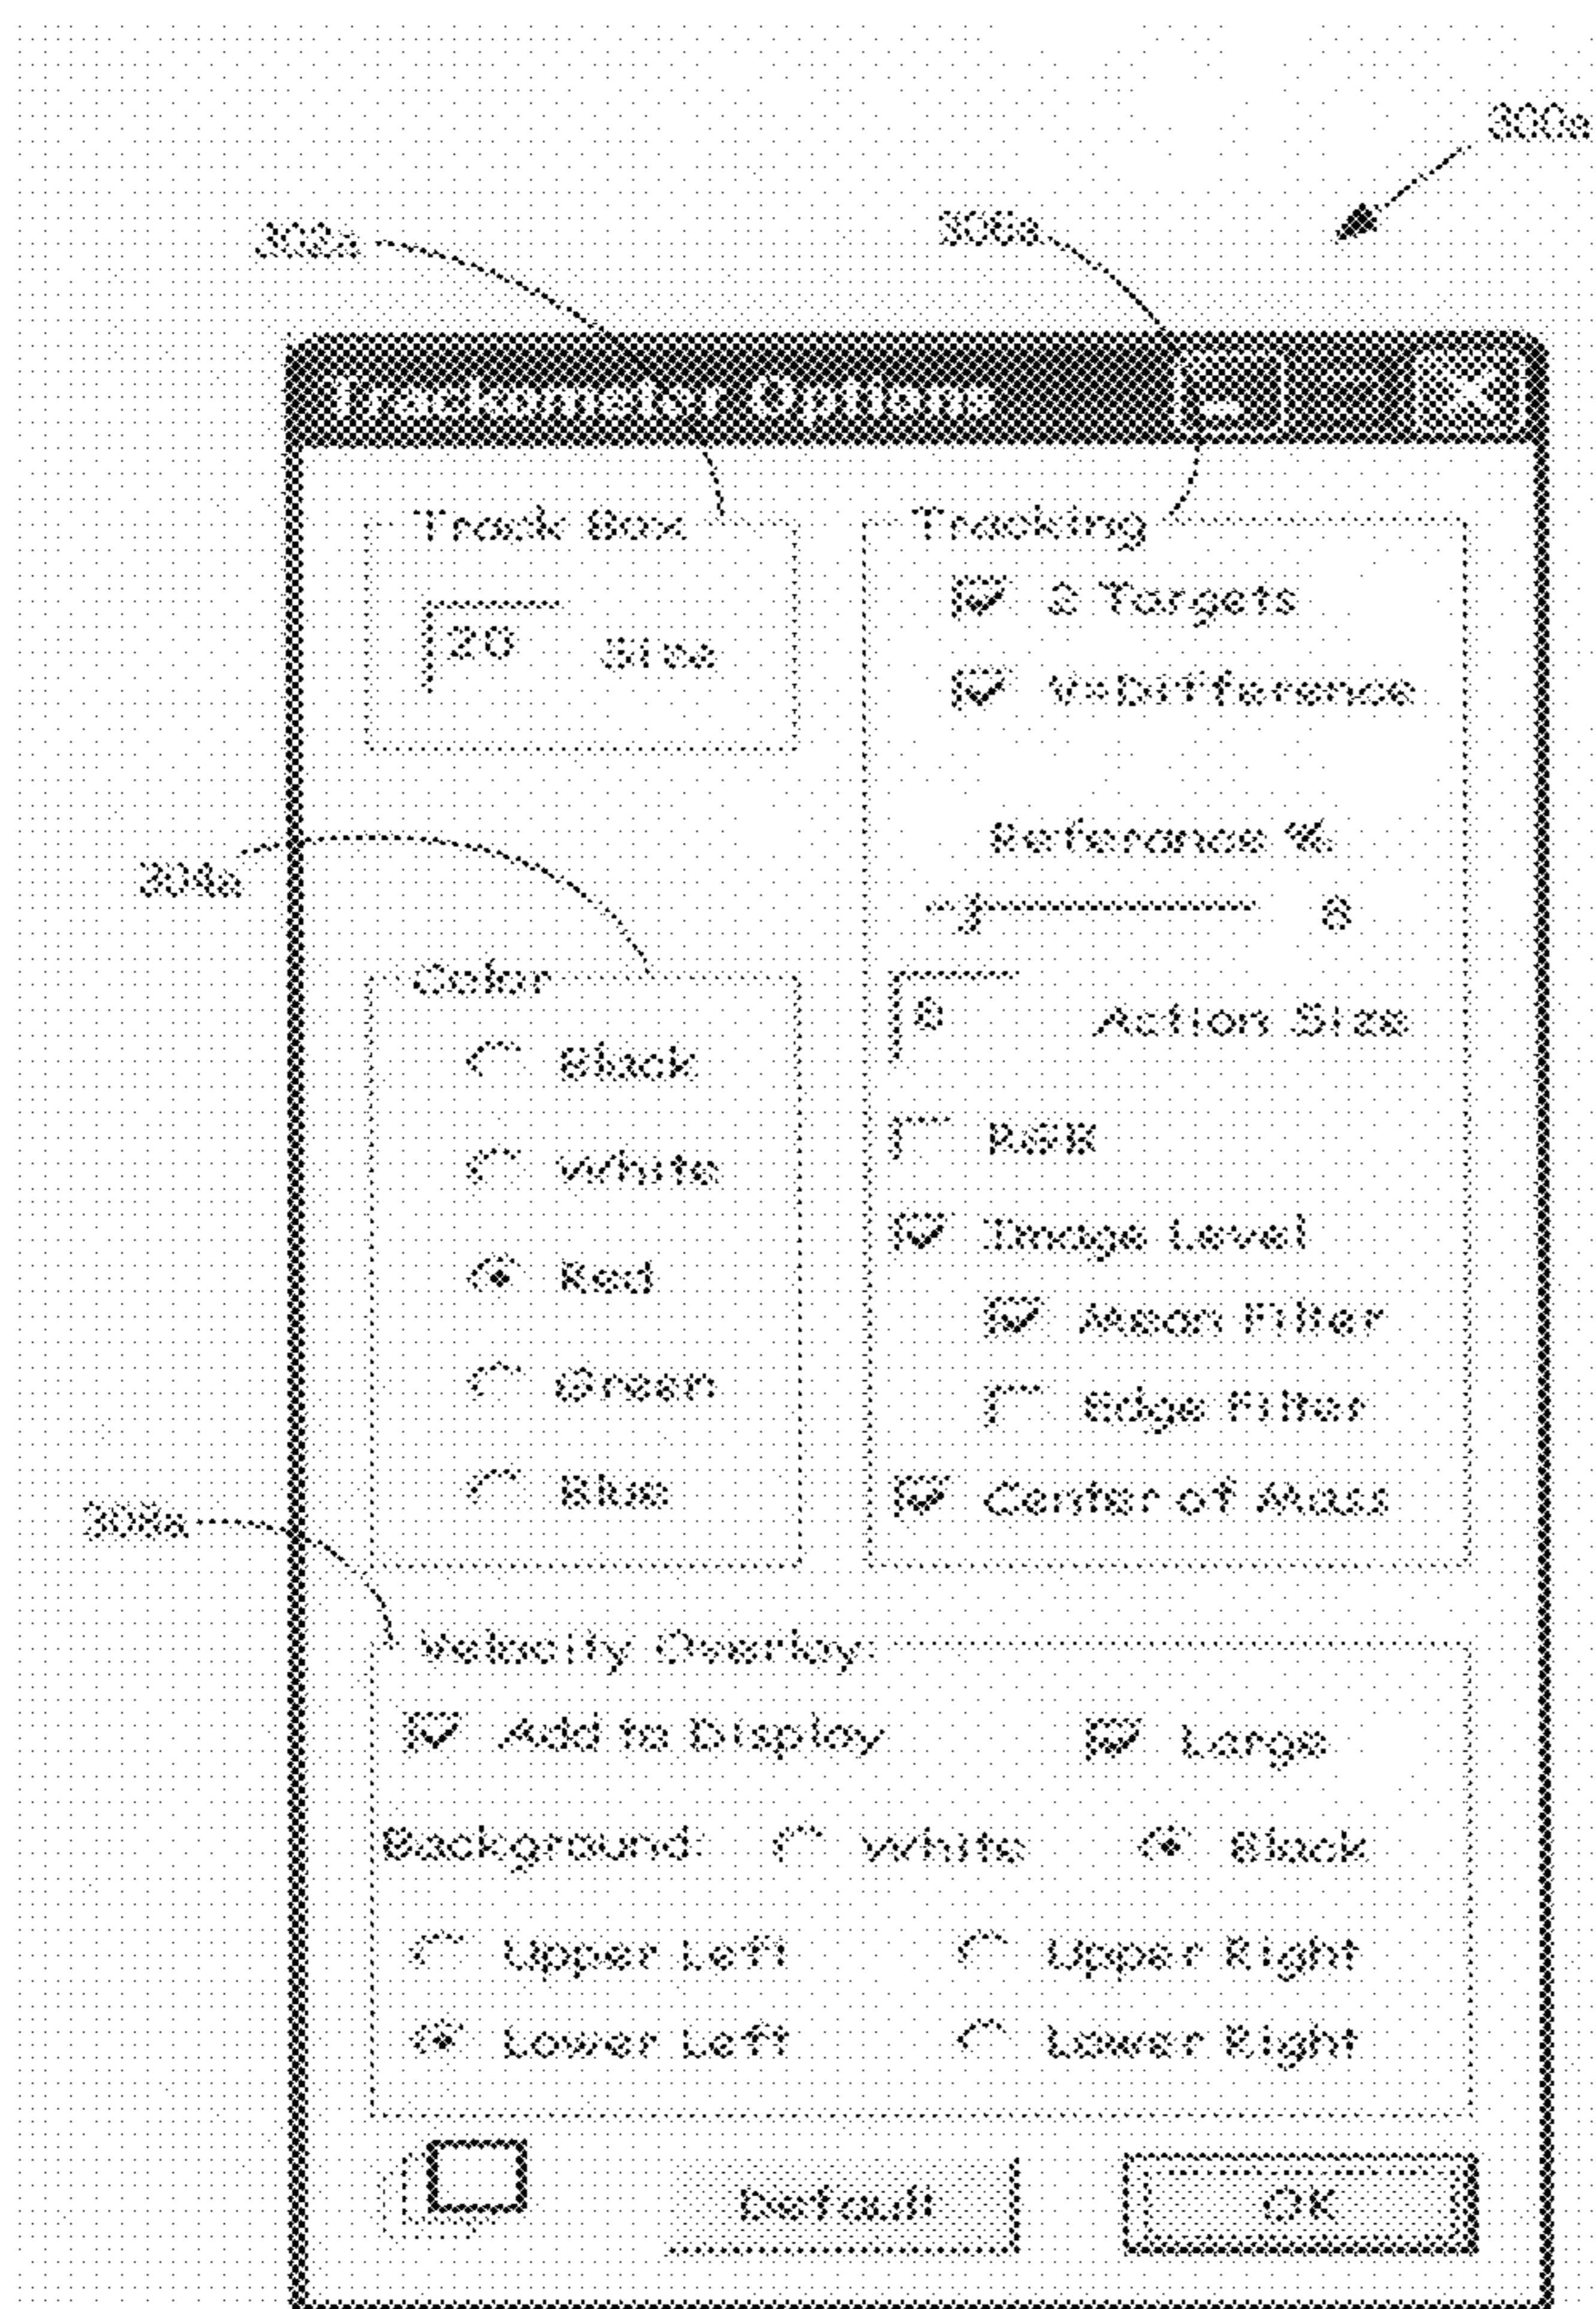 300a
302a
306a
Trackometer Options
Track Box
20 Size
Tracking
2 Targets
V=Difference
Reference %
8
304a
Color
Black
White
Red
Green
Blue
8 Action Size
RGB
Image Level
Mean Filter
Edge Filter
Center of Mass
308a
Velocity Overlay
Add to Display Large
Background: White Black
Upper Left Upper Right
Lower Left Lower Right
Default OK